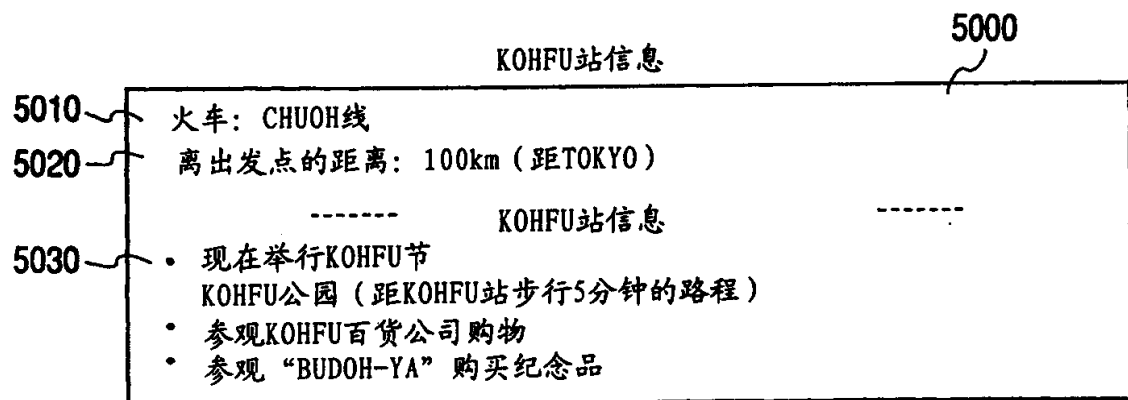 5000
KOHFU站信息
5010 火车: CHUOH线
5020 离出发点的距离: 100km (距TOKYO)
------- KOHFU站信息 -------
5030 • 现在举行KOHFU节
KOHFU公园 (距KOHFU站步行5分钟的路程)
• 参观KOHFU百货公司购物
• 参观 “BUDOH-YA” 购买纪念品